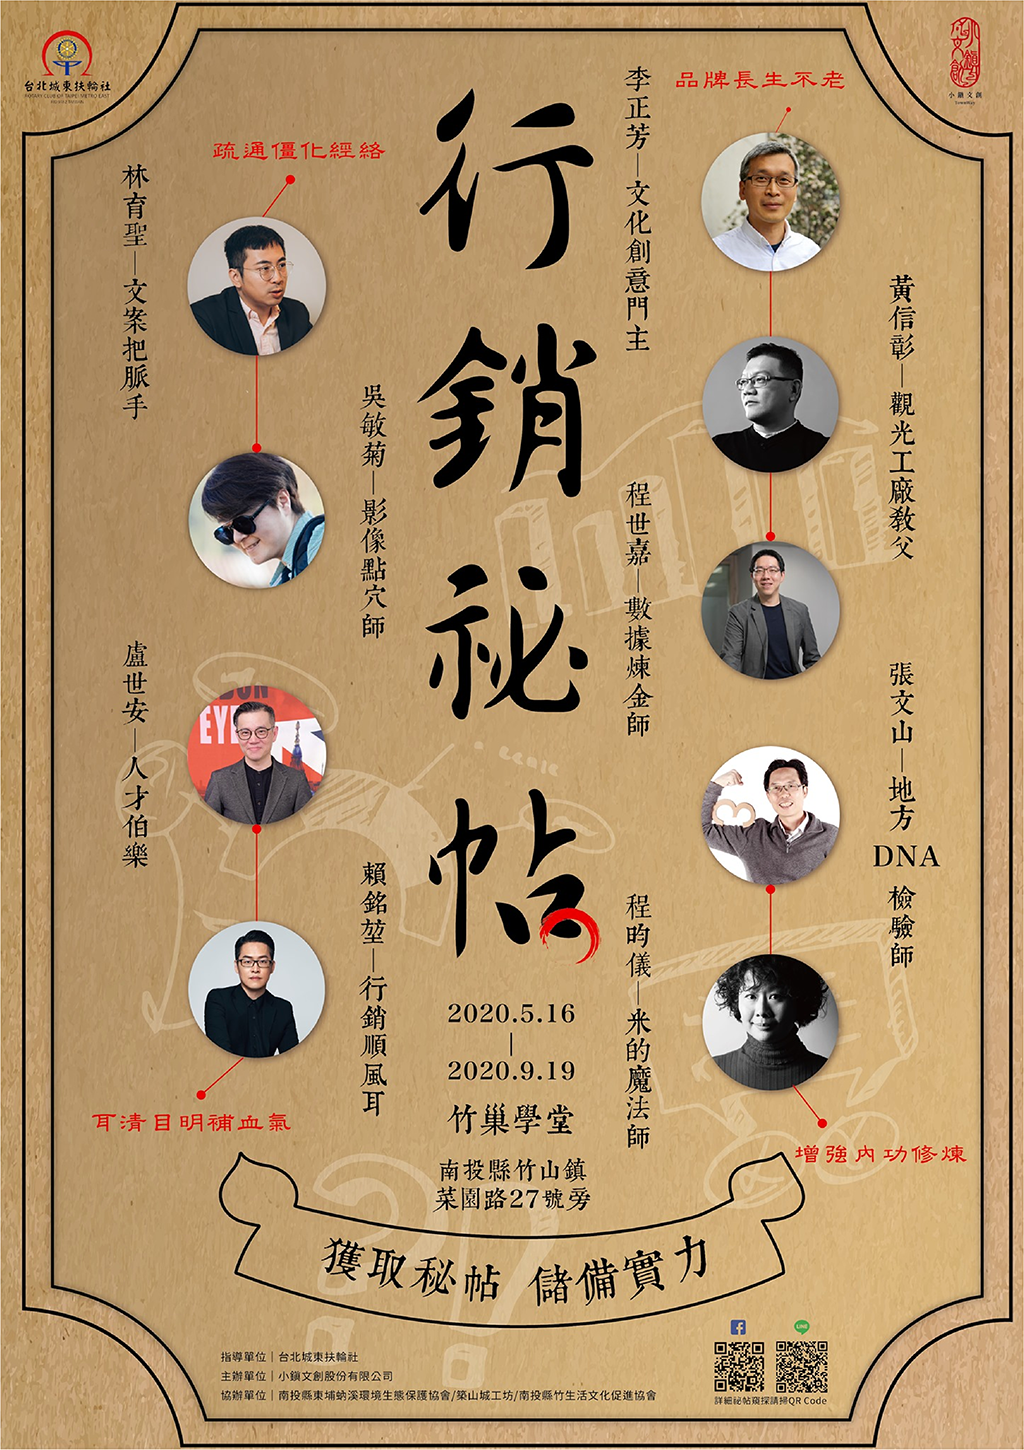 台北城東扶輪社
ROTARY CLUB OF TAIPEI METRO EAST
小鎮文創
行銷祕帖
品牌長生不老
李正芳—文化創意門主
黃信彰—觀光工廠教父
程世嘉—數據煉金師
張文山—地方DNA檢驗師
程昀儀—米的魔法師
增強內功修煉
疏通僵化經絡
林育聖—文案把脈手
吳敏菊—影像點穴師
盧世安—人才伯樂
賴銘堃—行銷順風耳
耳清目明補血氣
EYE
2020.5.16
|
2020.9.19
竹巢學堂
南投縣竹山鎮
菜園路27號旁
獲取秘帖 儲備實力
指導單位|台北城東扶輪社
主辦單位|小鎮文創股份有限公司
協辦單位|南投縣東埔蚋溪環境生態保護協會/築山城工坊/南投縣竹生活文化促進協會
LINE
詳細祕帖窺探請掃QR Code